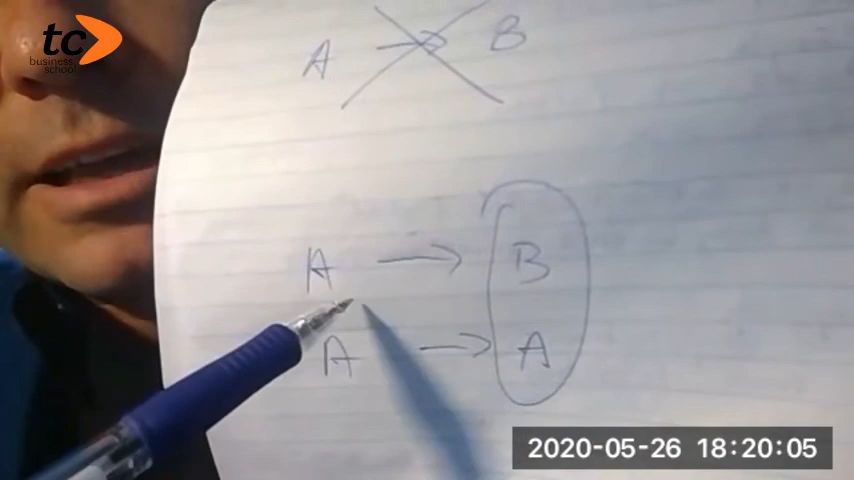 tc
business
school
A → B
A → B
A → A
2020-05-26 18:20:05